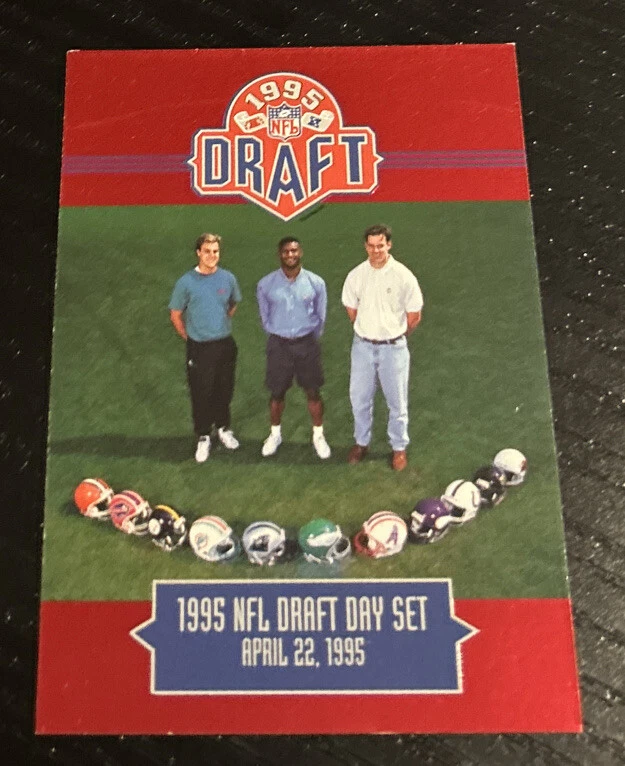 1995
NFL
DRAFT
1995 NFL DRAFT DAY SET
APRIL 22, 1995